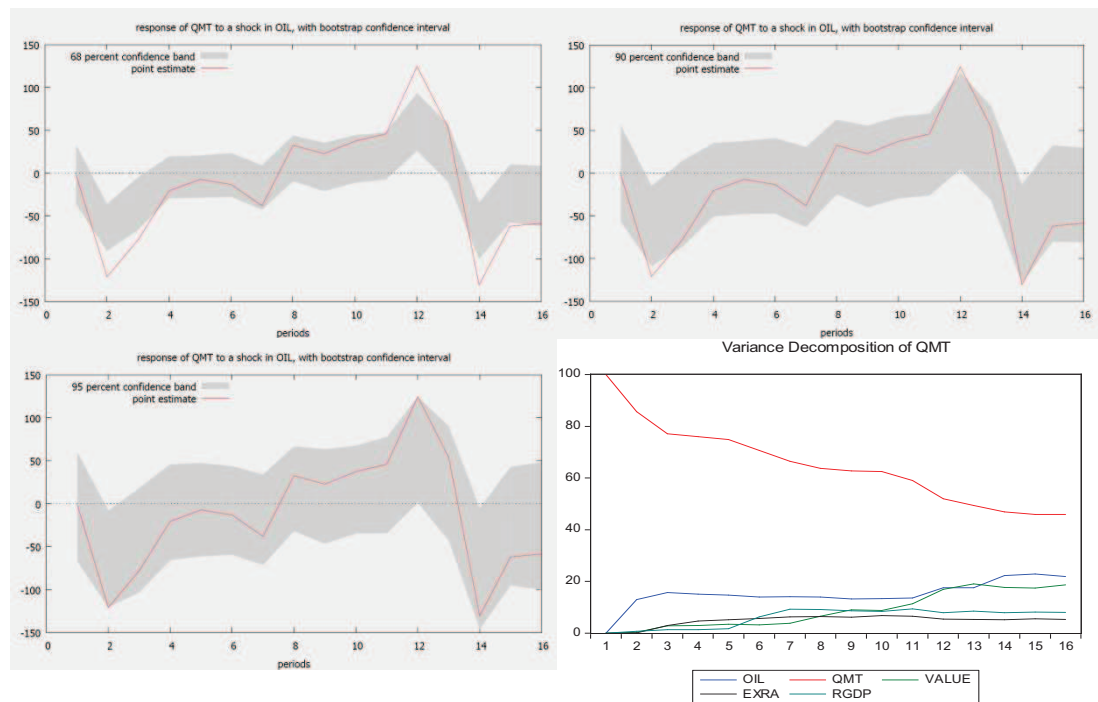 response of QMT to a shock in OIL, with bootstrap confidence interval
68 percent confidence band
point estimate
150
100
50
0
-50
-100
-150
0 2 4 6 8 10 12 14 16
periods
response of QMT to a shock in OIL, with bootstrap confidence interval
90 percent confidence band
point estimate
150
100
50
0
-50
-100
-150
0 2 4 6 8 10 12 14 16
periods
response of QMT to a shock in OIL, with bootstrap confidence interval
95 percent confidence band
point estimate
150
100
50
0
-50
-100
-150
0 2 4 6 8 10 12 14 16
periods
Variance Decomposition of QMT
100
80
60
40
20
0
1 2 3 4 5 6 7 8 9 10 11 12 13 14 15 16
OIL QMT VALUE
EXRA RGDP